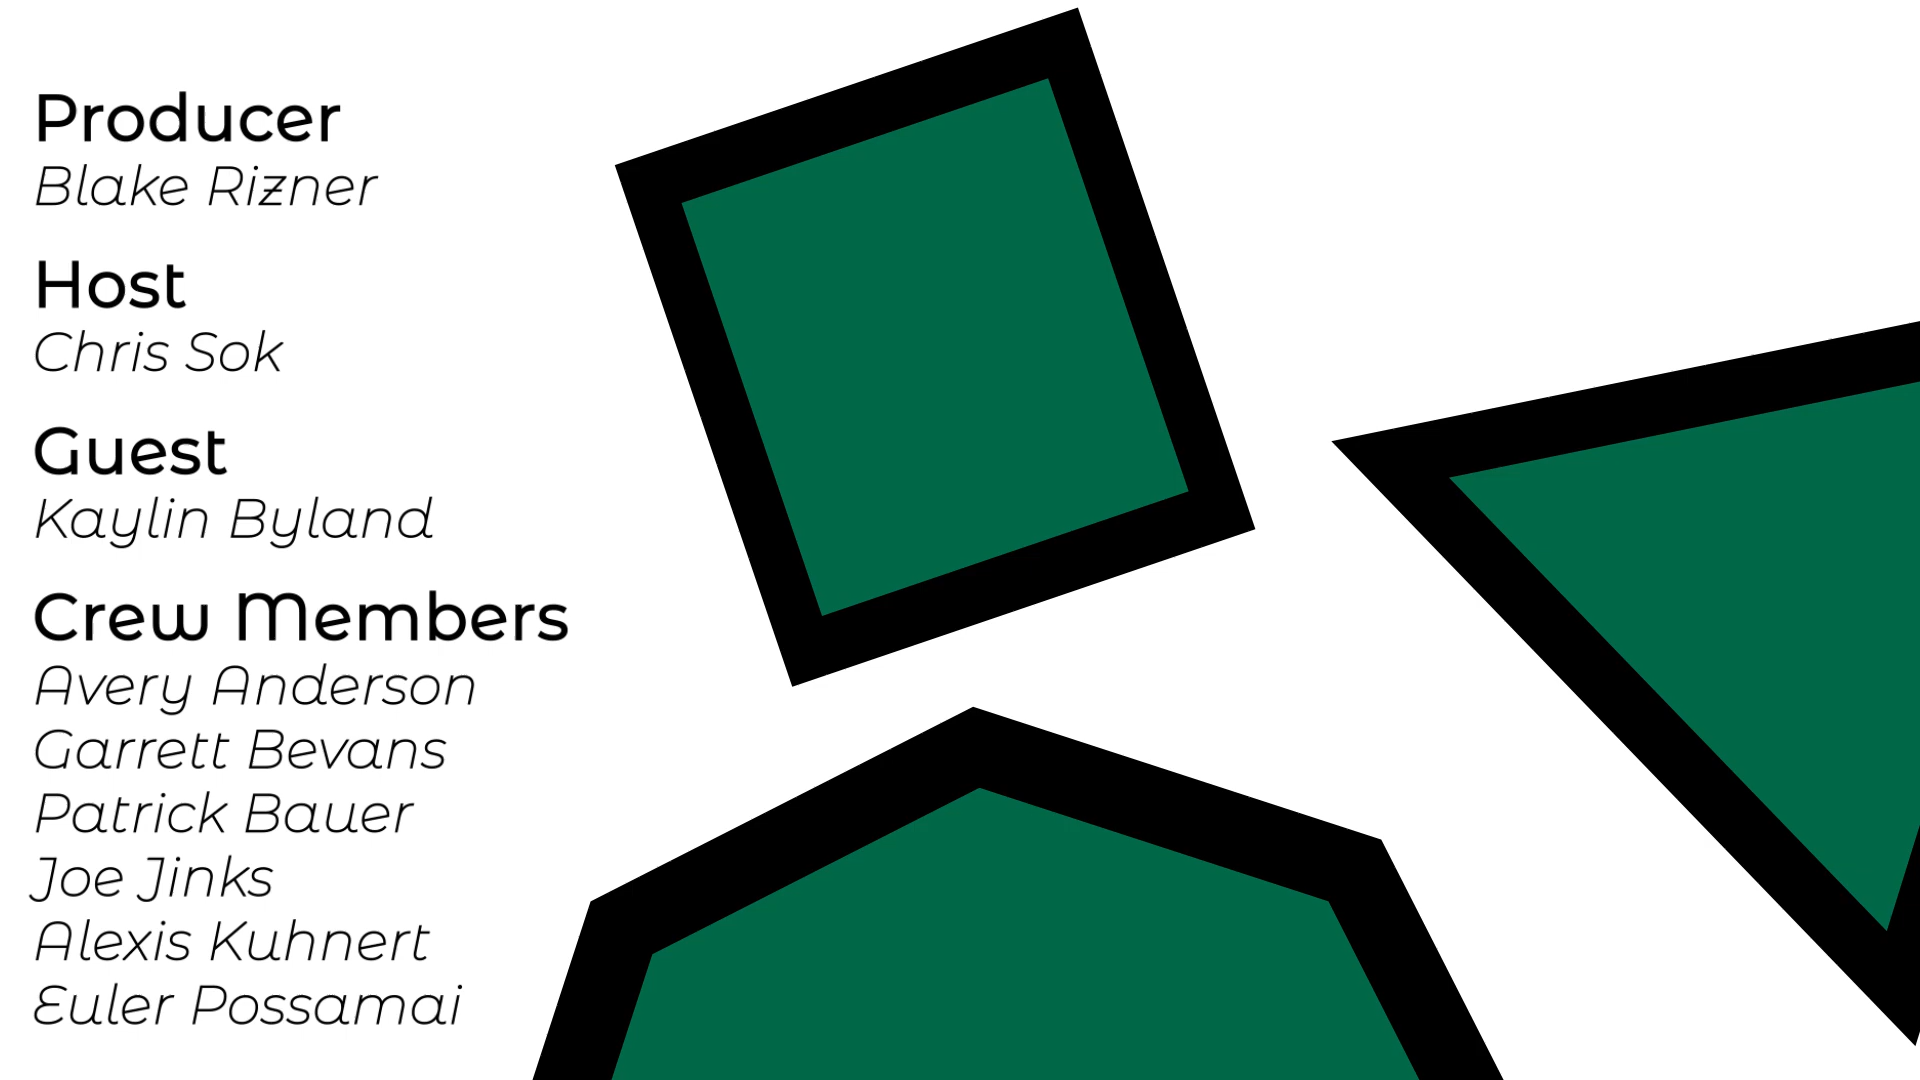 Producer
Blake Rizner
Host
Chris Sok
Guest
Kaylin Byland
Crew Members
Avery Anderson
Garrett Bevans
Patrick Bauer
Joe Jinks
Alexis Kuhnert
Euler Possamai